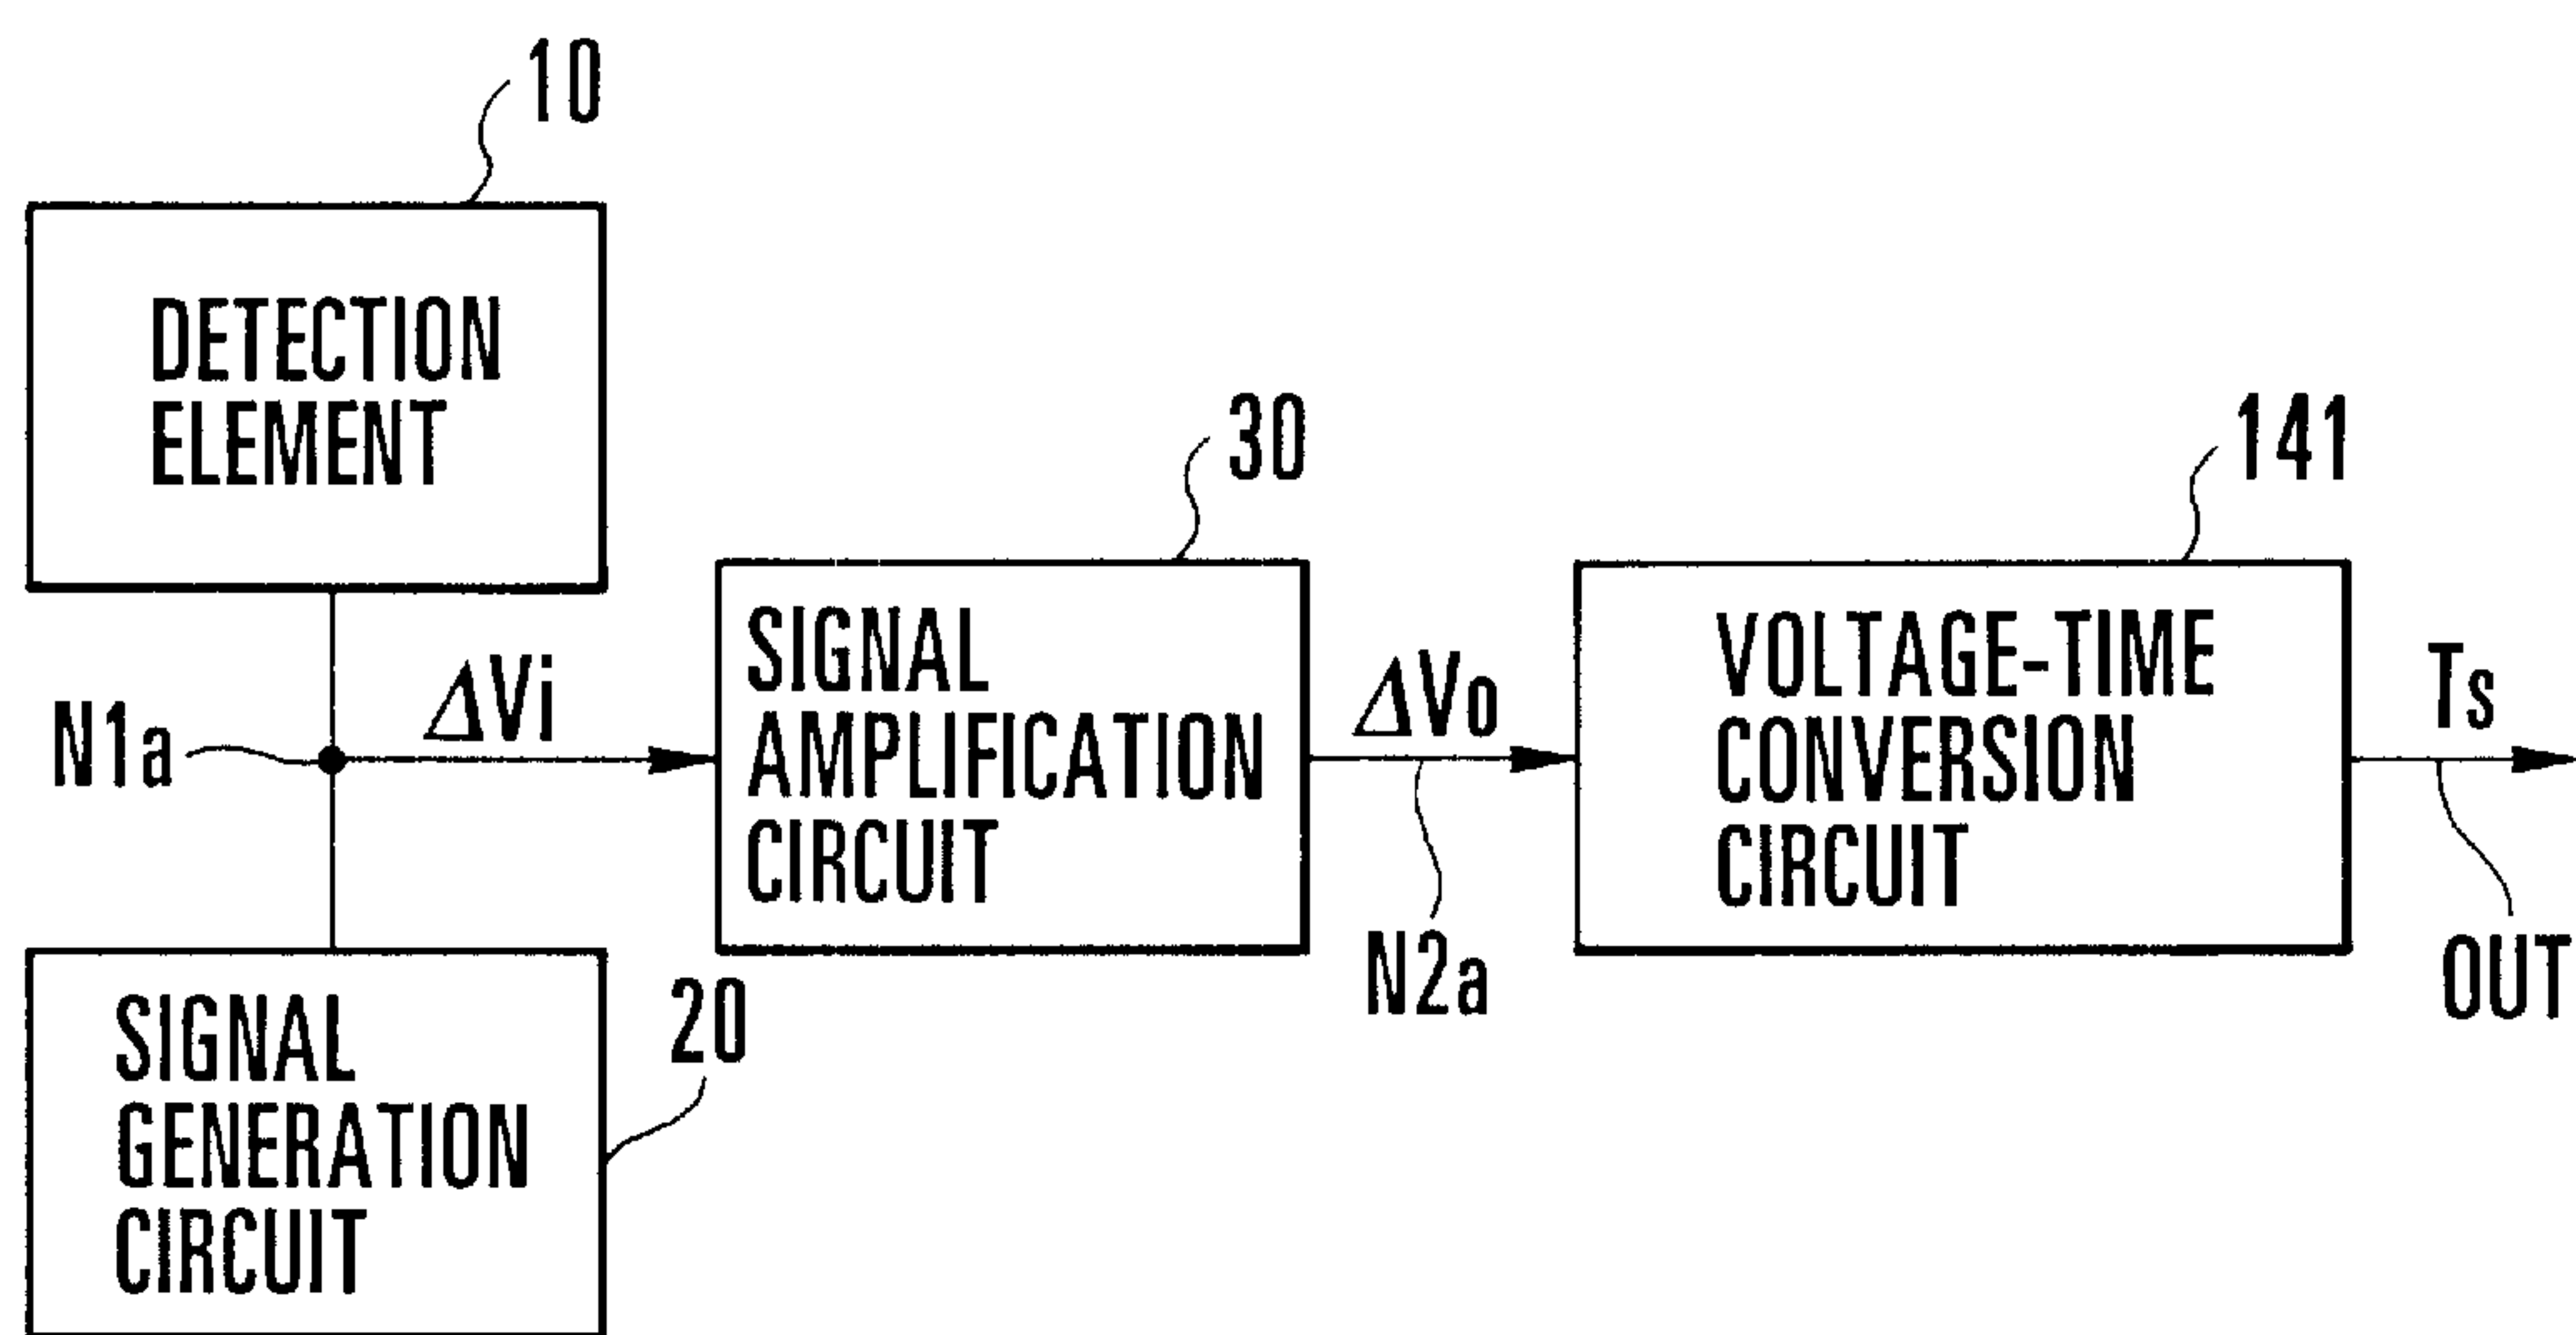 10
DETECTION
ELEMENT
N1a
ΔVi
30
SIGNAL
AMPLIFICATION
CIRCUIT
ΔVo
N2a
141
VOLTAGE-TIME
CONVERSION
CIRCUIT
Ts
OUT
20
SIGNAL
GENERATION
CIRCUIT